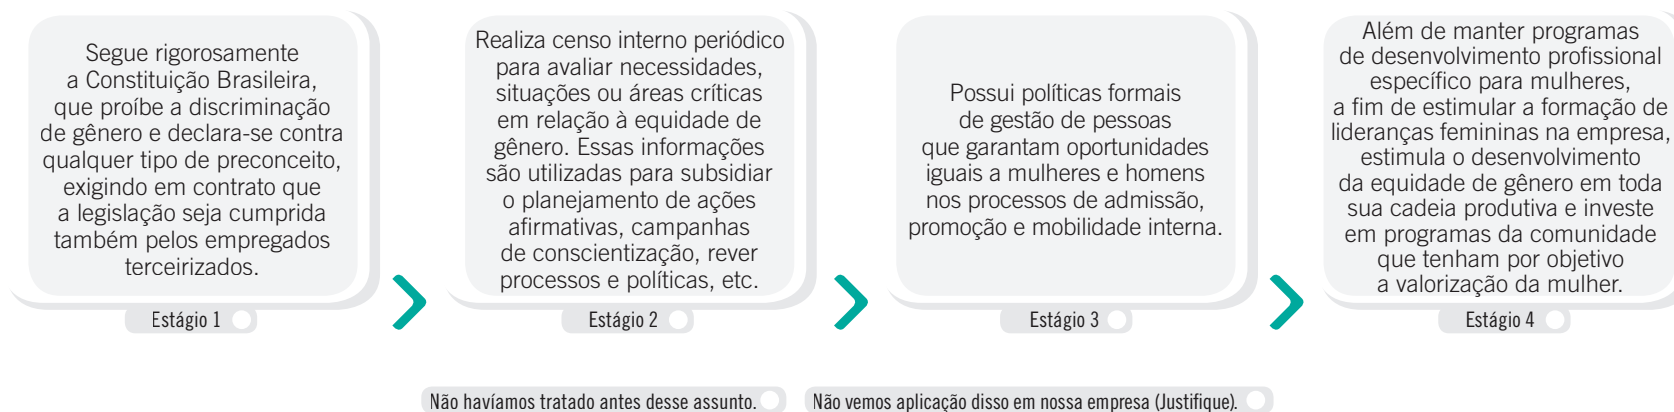 Segue rigorosamente
a Constituição Brasileira,
que proíbe a discriminação
de gênero e declara-se contra
qualquer tipo de preconceito,
exigindo em contrato que
a legislação seja cumprida
também pelos empregados
terceirizados.
Estágio 1
Realiza censo interno periódico
para avaliar necessidades,
situações ou áreas críticas
em relação à equidade de
gênero. Essas informações
são utilizadas para subsidiar
o planejamento de ações
afirmativas, campanhas
de conscientização, rever
processos e políticas, etc.
Estágio 2
Possui políticas formais
de gestão de pessoas
que garantam oportunidades
iguais a mulheres e homens
nos processos de admissão,
promoção e mobilidade interna.
Estágio 3
Além de manter programas
de desenvolvimento profissional
específico para mulheres,
a fim de estimular a formação de
lideranças femininas na empresa,
estimula o desenvolvimento
da equidade de gênero em toda
sua cadeia produtiva e investe
em programas da comunidade
que tenham por objetivo
a valorização da mulher.
Estágio 4
Não havíamos tratado antes desse assunto.
Não vemos aplicação disso em nossa empresa (Justifique).